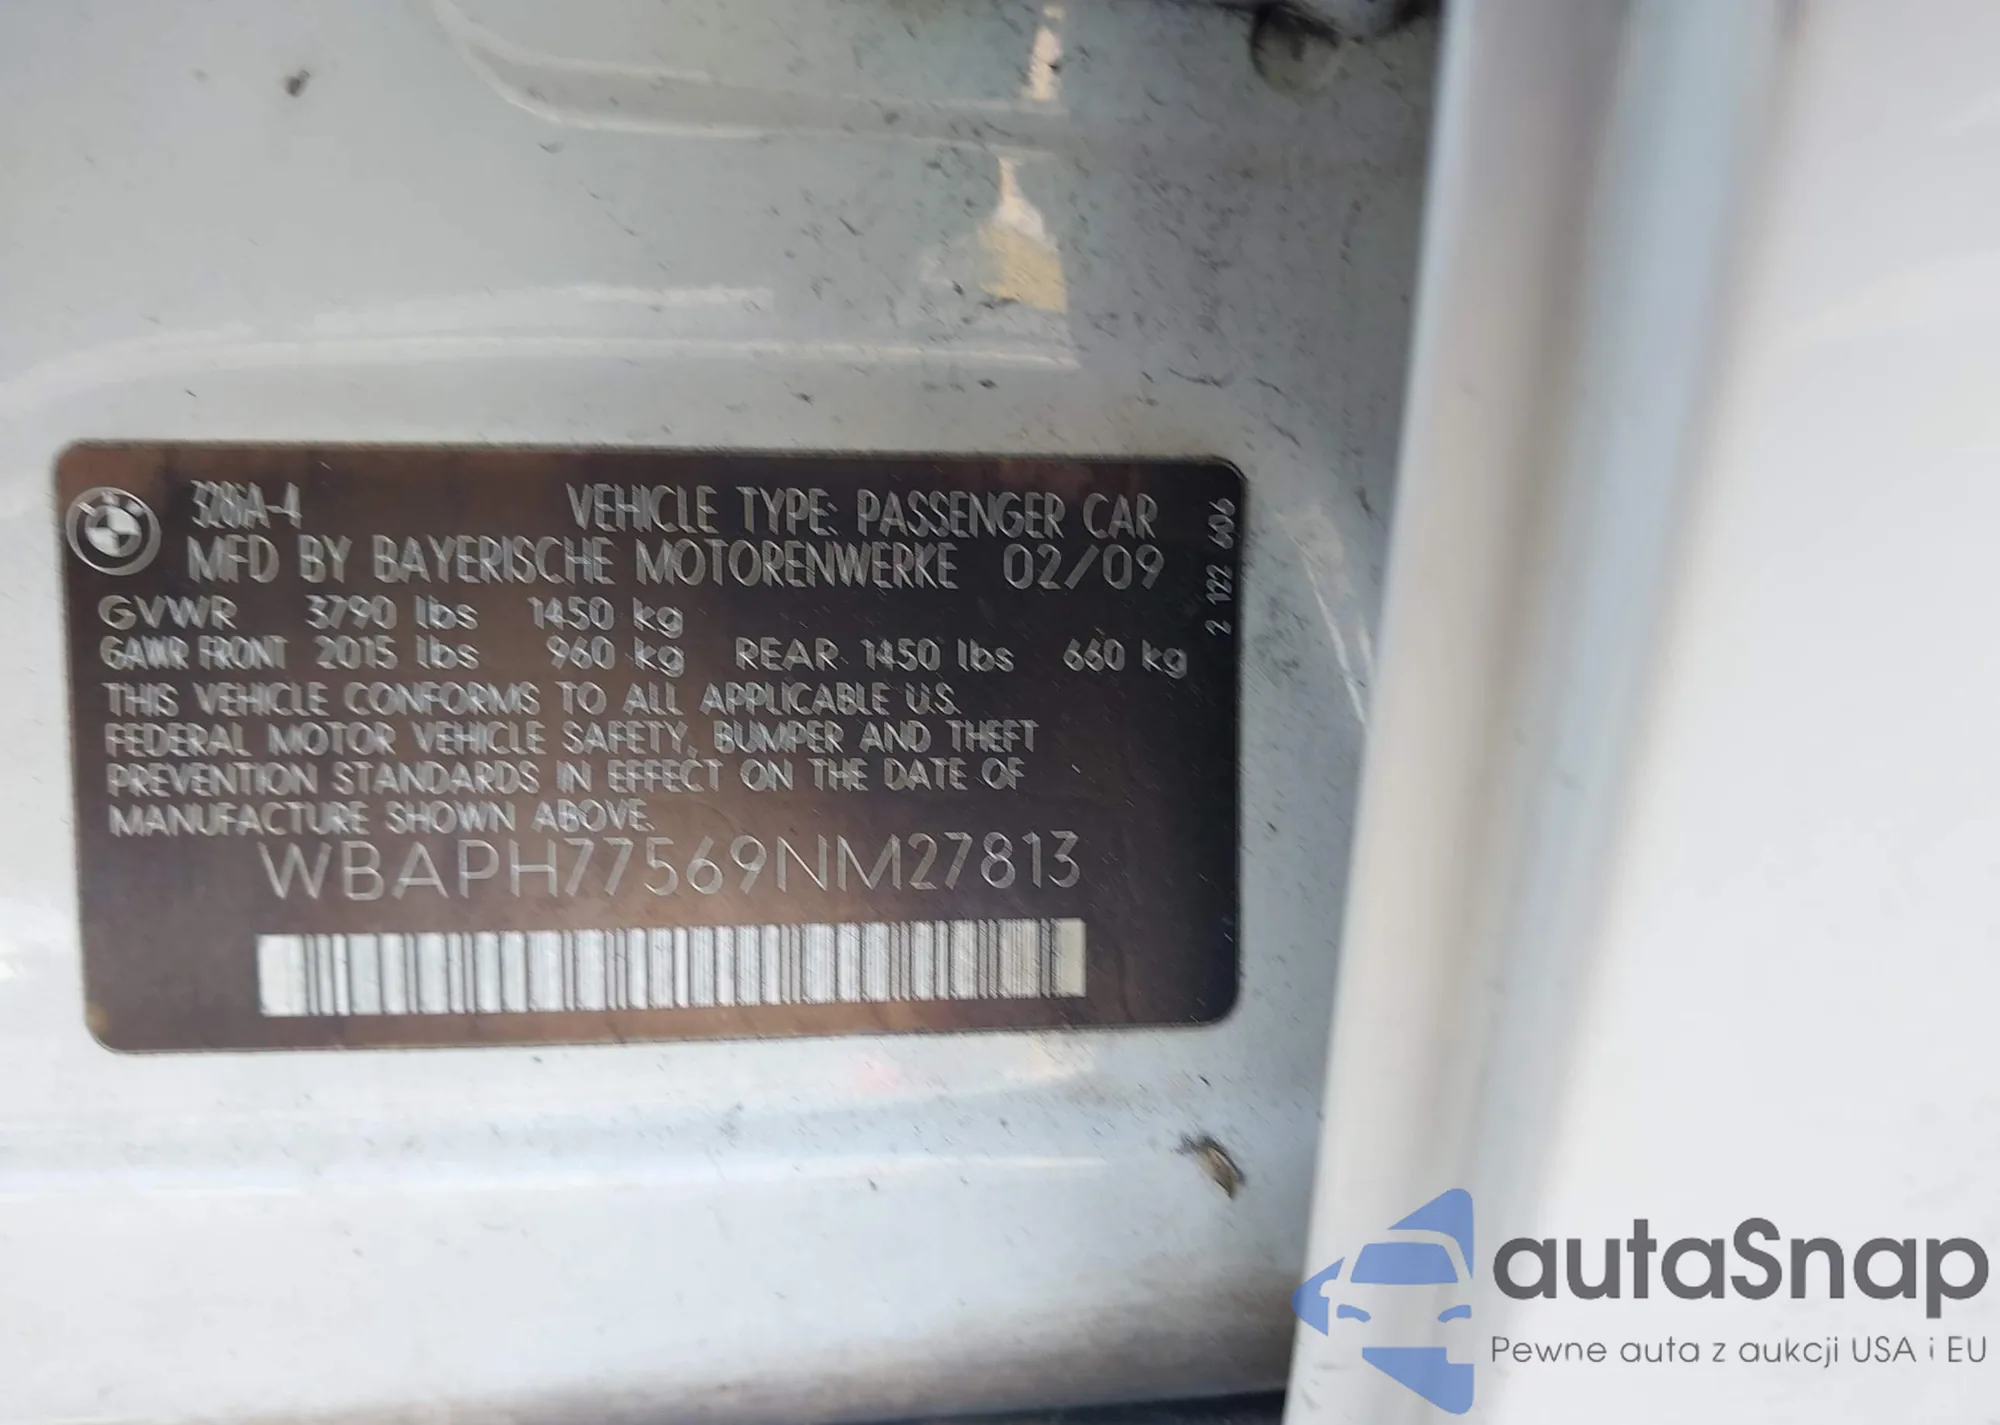 328iA-4 VEHICLE TYPE: PASSENGER CAR
MFD BY BAYERISCHE MOTORENWERKE 02/09
GVWR 3790 lbs 1450 kg
GAWR FRONT 2015 lbs 960 kg REAR 1450 lbs 660 kg
THIS VEHICLE CONFORMS TO ALL APPLICABLE U.S.
FEDERAL MOTOR VEHICLE SAFETY, BUMPER AND THEFT
PREVENTION STANDARDS IN EFFECT ON THE DATE OF
MANUFACTURE SHOWN ABOVE.
WBAPH77569NM27813
2 122 606
autaSnap
Pewne auta z aukcji USA i EU